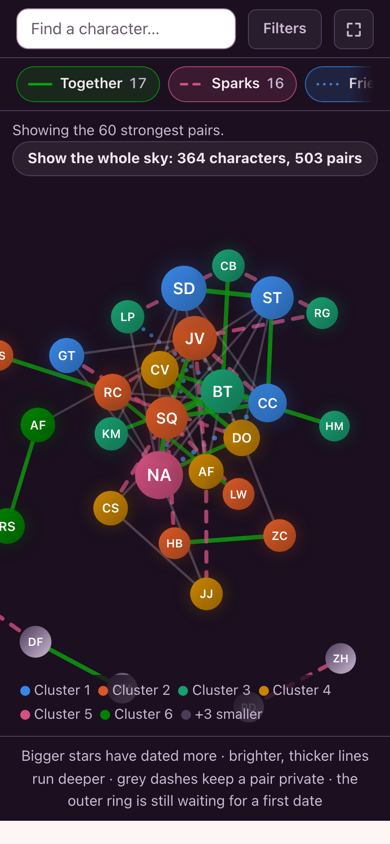 Find a character...
Filters
Together 17
Sparks 16
Frie
Showing the 60 strongest pairs.
Show the whole sky: 364 characters, 503 pairs
CB
SD
ST
LP
RG
JV
S
GT
CV
RC
BT
CC
SQ
AF
KM
DO
HM
NA
AF
LW
CS
RS
HB
ZC
JJ
DF
ZH
Cluster 1
Cluster 2
Cluster 3
Cluster 4
Cluster 5
Cluster 6
+3 smaller
Bigger stars have dated more · brighter, thicker lines
run deeper · grey dashes keep a pair private · the
outer ring is still waiting for a first date